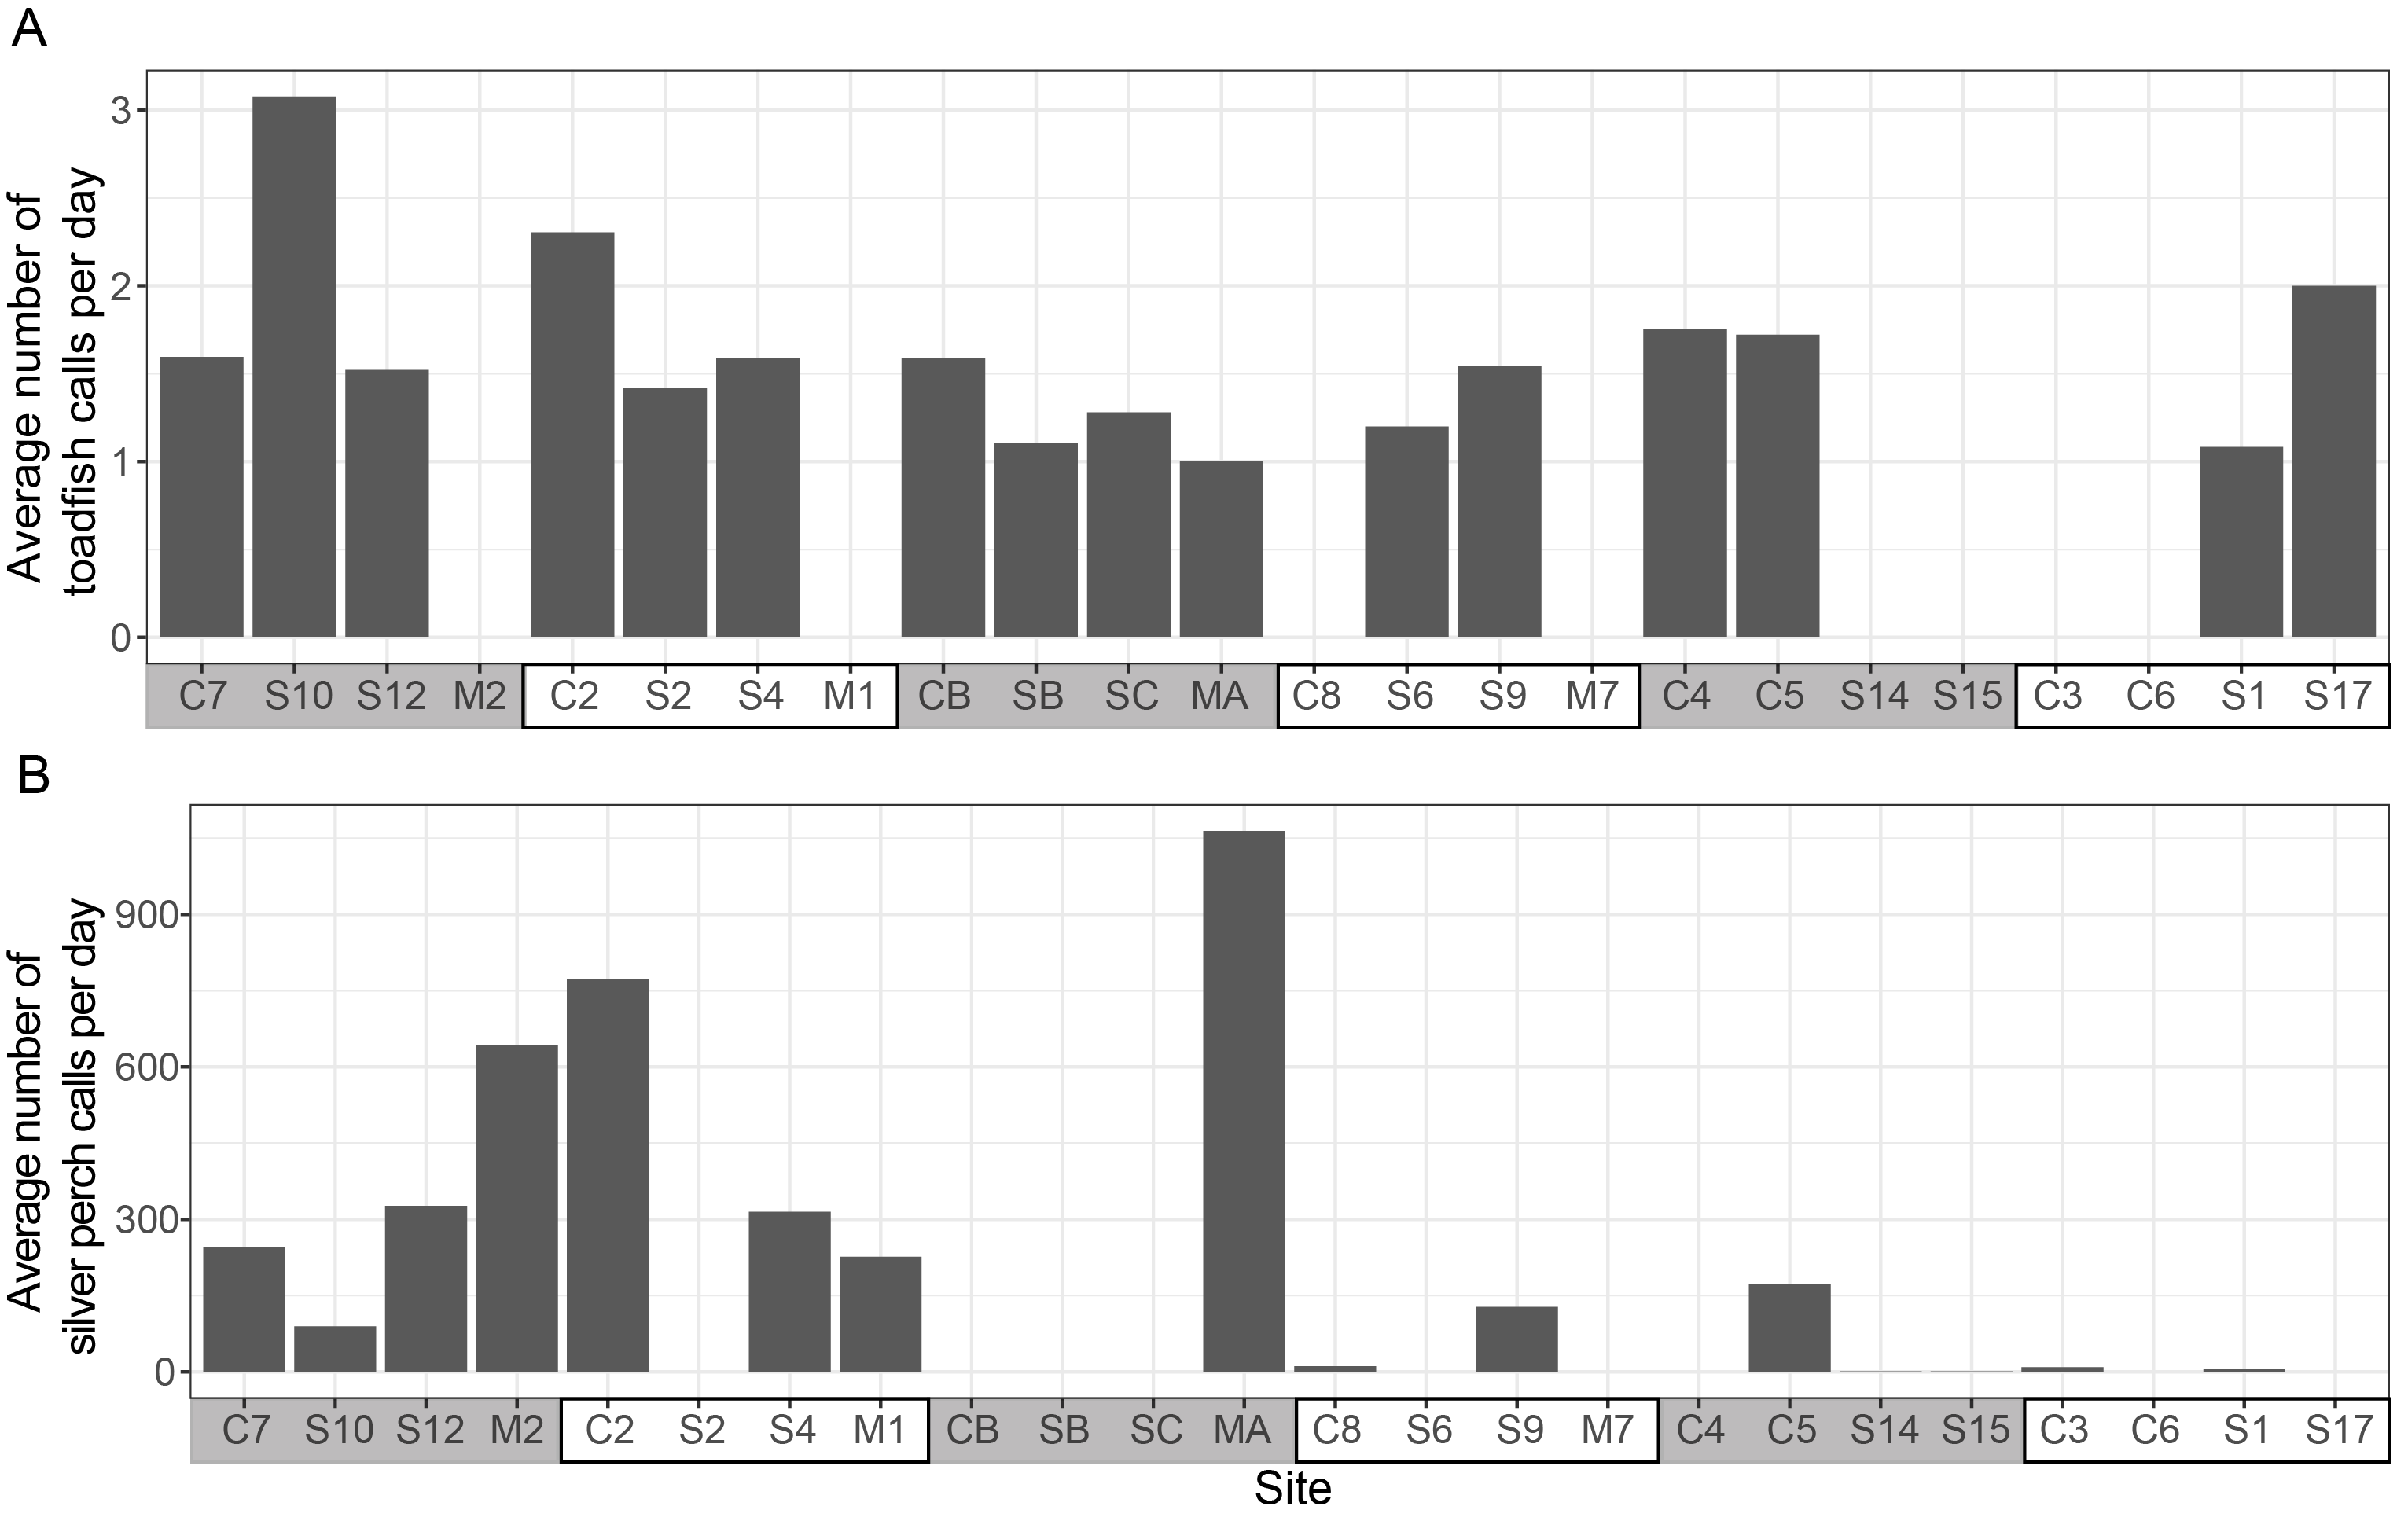 A
Average number of
toadfish calls per day
3
2
1
0
C7 S10 S12 M2 C2 S2 S4 M1 CB SB SC MA C8 S6 S9 M7 C4 C5 S14 S15 C3 C6 S1 S17
B
Average number of
silver perch calls per day
900
600
300
0
C7 S10 S12 M2 C2 S2 S4 M1 CB SB SC MA C8 S6 S9 M7 C4 C5 S14 S15 C3 C6 S1 S17
Site